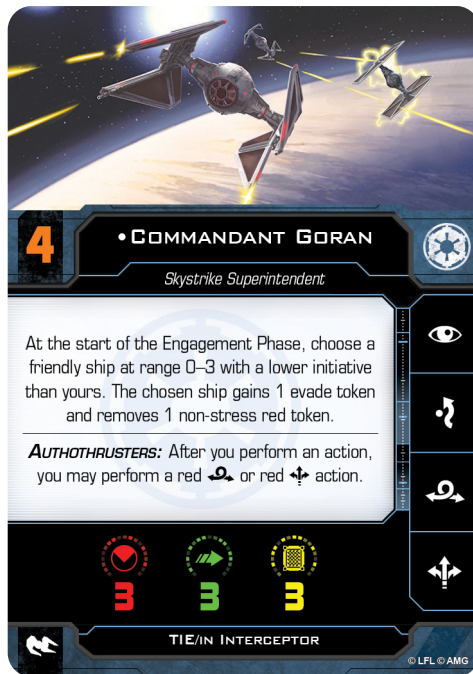 4
•Commandant Goran
Skystrike Superintendent
At the start of the Engagement Phase, choose a
friendly ship at range 0–3 with a lower initiative
than yours. The chosen ship gains 1 evade token
and removes 1 non-stress red token.
Authothrusters: After you perform an action,
you may perform a red or red action.
3 3 3
TIE/in Interceptor
© LFL © AMG